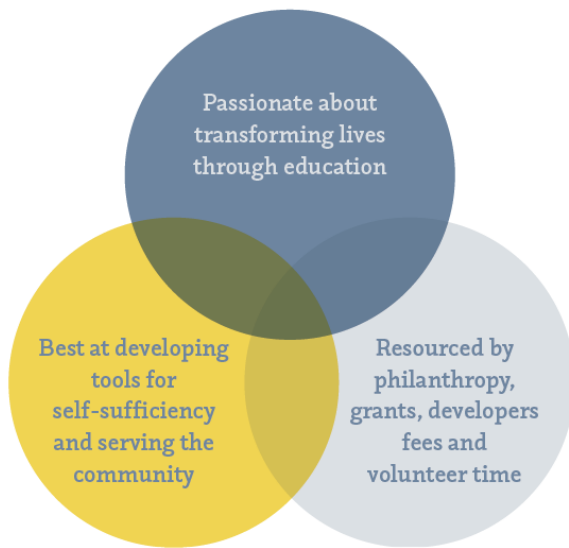 Passionate about
transforming lives
through education
Best at developing
tools for
self-sufficiency
and serving the
community
Resourced by
philanthropy,
grants, developers
fees and
volunteer time